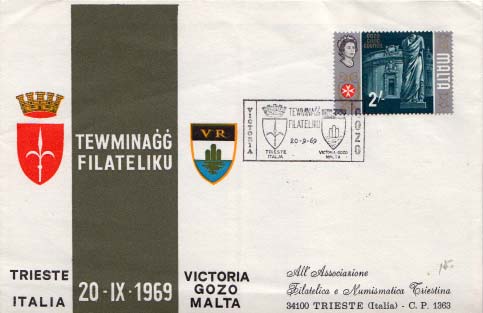 MALTA
2/-
VICTORIA
TEWMINAĠĠ
FILATELIKU
20-9-69
TRIESTE
ITALIA
VICTORIA-GOZO
MALTA
GOZO
TEWMINAĠĠ
FILATELIKU
VR
TRIESTE
ITALIA
20-IX-1969
VICTORIA
GOZO
MALTA
All' Associazione
Filatelica e Numismatica Triestina
34100 TRIESTE (Italia) - C. P. 1363